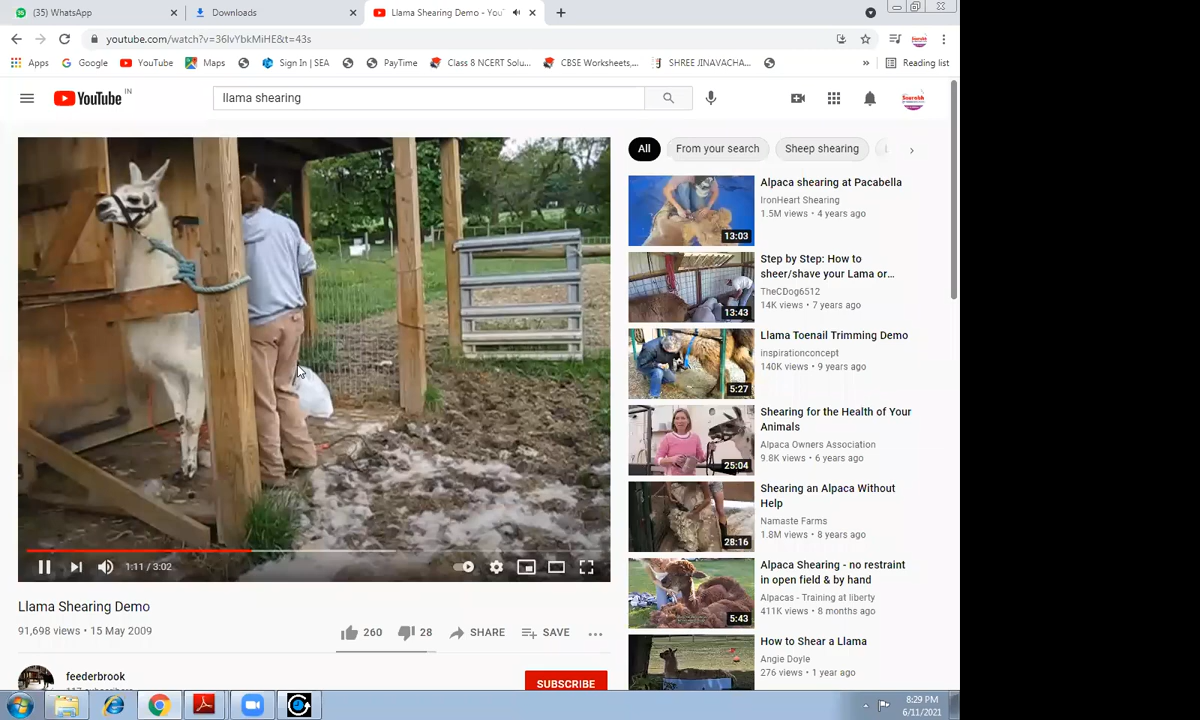 (35) WhatsApp
Downloads
Llama Shearing Demo - You
youtube.com/watch?v=36lvYbkMiHE&t=43s
Apps
Google
YouTube
Maps
Sign In | SEA
PayTime
Class 8 NCERT Solu...
CBSE Worksheets,...
SHREE JINAVACHA...
»
Reading list
YouTube IN
llama shearing
All
From your search
Sheep shearing
Alpaca shearing at Pacabella
IronHeart Shearing
1.5M views • 4 years ago
13:03
Step by Step: How to
sheer/shave your Lama or...
TheCDog6512
14K views • 7 years ago
13:43
Llama Toenail Trimming Demo
inspirationconcept
140K views • 9 years ago
5:27
Shearing for the Health of Your
Animals
Alpaca Owners Association
9.8K views • 6 years ago
25:04
Shearing an Alpaca Without
Help
Namaste Farms
1.8M views • 8 years ago
28:16
Alpaca Shearing - no restraint
in open field & by hand
Alpacas - Training at liberty
411K views • 8 months ago
5:43
How to Shear a Llama
Angie Doyle
276 views • 1 year ago
1:11 / 3:02
Llama Shearing Demo
91,698 views • 15 May 2009
260
28
SHARE
SAVE
feederbrook
SUBSCRIBE
8:29 PM
6/11/2021